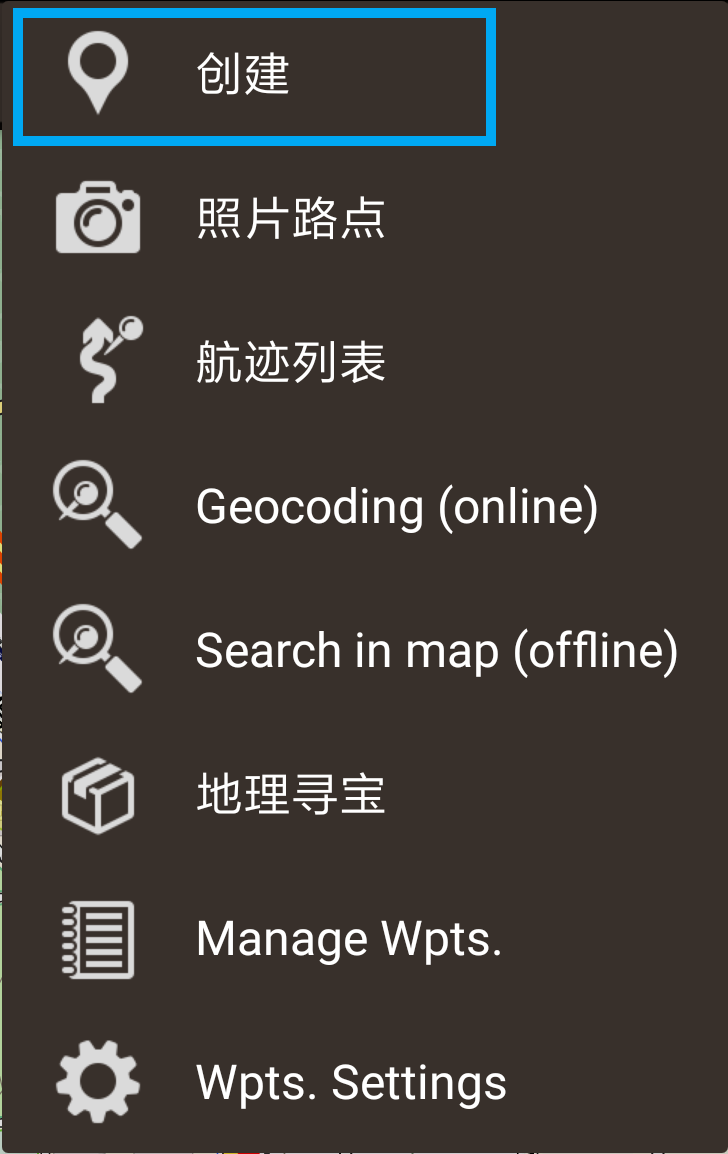 创建
照片路点
航迹列表
Geocoding (online)
Search in map (offline)
地理寻宝
Manage Wpts.
Wpts. Settings